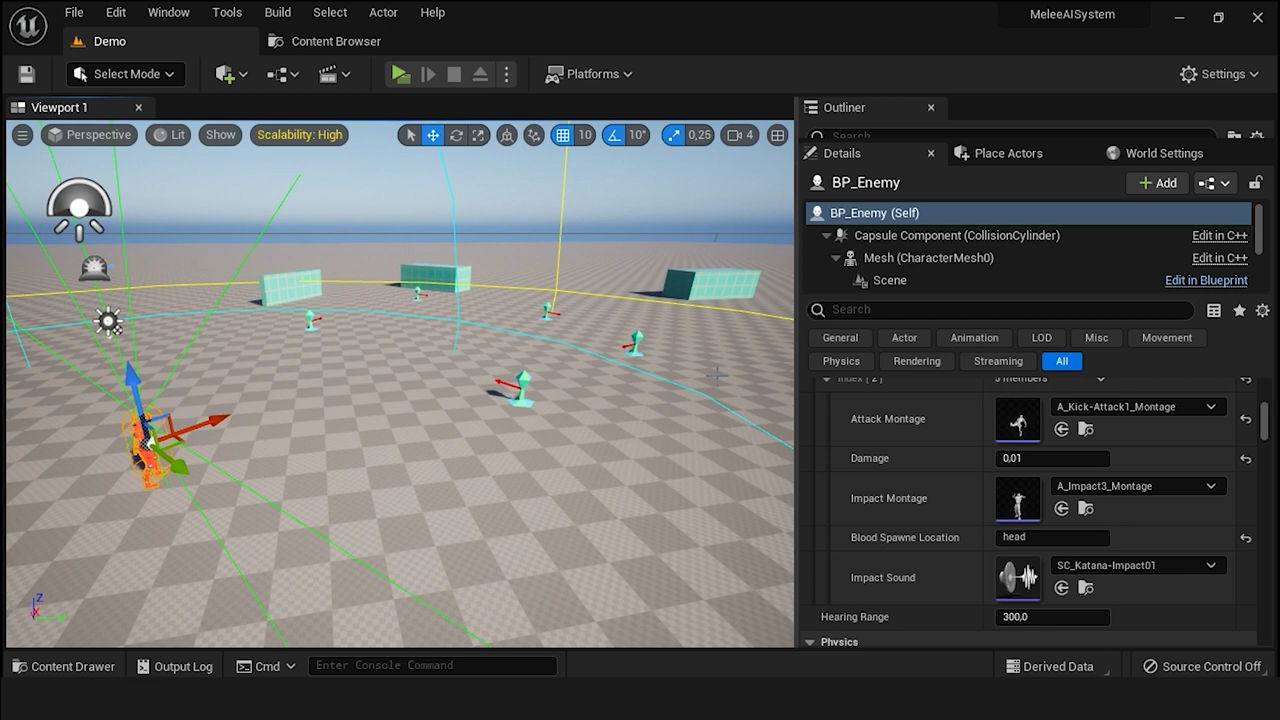 File Edit Window Tools Build Select Actor Help
MeleeAISystem
Demo
Content Browser
Select Mode
Platforms
Settings
Viewport 1
Perspective Lit Show Scalability: High
10 10° 0,25 4
Outliner
Search
Details
Place Actors
World Settings
BP_Enemy
Add
BP_Enemy (Self)
Capsule Component (CollisionCylinder) Edit in C++
Mesh (CharacterMesh0) Edit in C++
Scene Edit in Blueprint
Search
General Actor Animation LOD Misc Movement
Physics Rendering Streaming All
Index [ 2 ] 5 members
Attack Montage A_Kick-Attack1_Montage
Damage 0,01
Impact Montage A_Impact3_Montage
Blood Spawne Location head
Impact Sound SC_Katana-Impact01
Hearing Range 300,0
Physics
Z
X
Content Drawer
Output Log
Cmd
Enter Console Command
Derived Data
Source Control Off